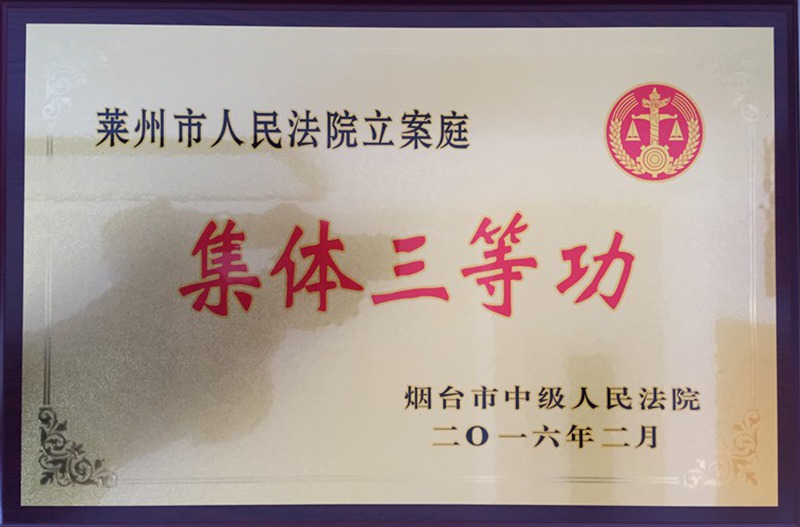 莱州市人民法院立案庭
集体三等功
烟台市中级人民法院
二〇一六年二月